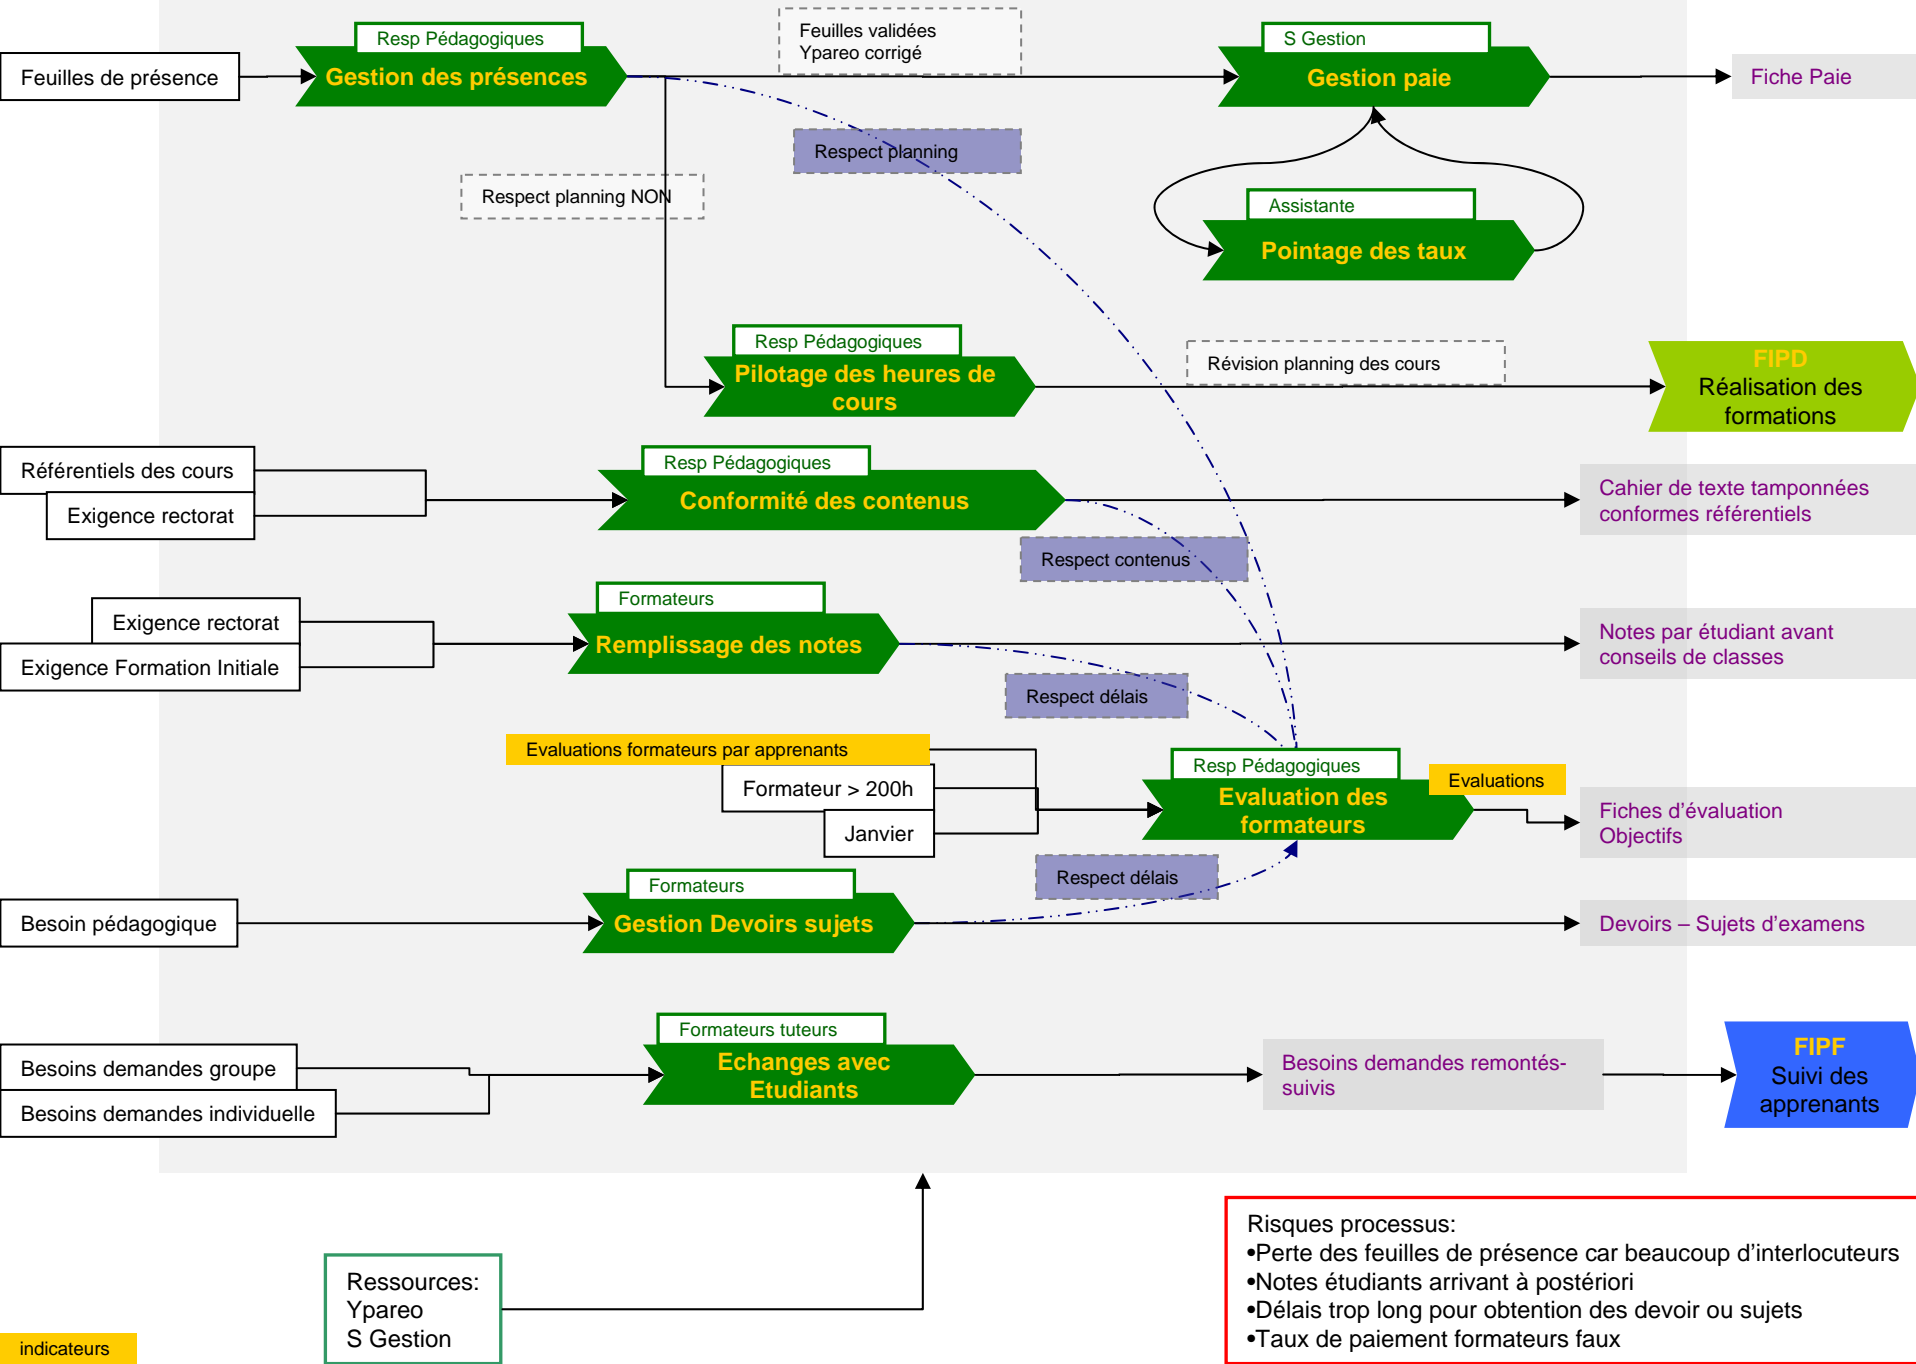 Resp Pédagogiques
Feuilles validées
Ypareo corrigé
S Gestion
Feuilles de présence
Gestion des présences
Gestion paie
Fiche Paie
Respect planning
Respect planning NON
Assistante
Pointage des taux
Resp Pédagogiques
Pilotage des heures de
cours
Révision planning des cours
FIPD
Réalisation des
formations
Référentiels des cours
Exigence rectorat
Resp Pédagogiques
Conformité des contenus
Cahier de texte tamponnées
conformes référentiels
Respect contenus
Exigence rectorat
Exigence Formation Initiale
Formateurs
Remplissage des notes
Notes par étudiant avant
conseils de classes
Respect délais
Evaluations formateurs par apprenants
Formateur > 200h
Janvier
Resp Pédagogiques
Evaluation des
formateurs
Evaluations
Fiches d’évaluation
Objectifs
Respect délais
Besoin pédagogique
Formateurs
Gestion Devoirs sujets
Devoirs – Sujets d’examens
Besoins demandes groupe
Besoins demandes individuelle
Formateurs tuteurs
Echanges avec
Etudiants
Besoins demandes remontés-
suivis
FIPF
Suivi des
apprenants
Ressources:
Ypareo
S Gestion
Risques processus:
•Perte des feuilles de présence car beaucoup d’interlocuteurs
•Notes étudiants arrivant à postériori
•Délais trop long pour obtention des devoir ou sujets
•Taux de paiement formateurs faux
indicateurs